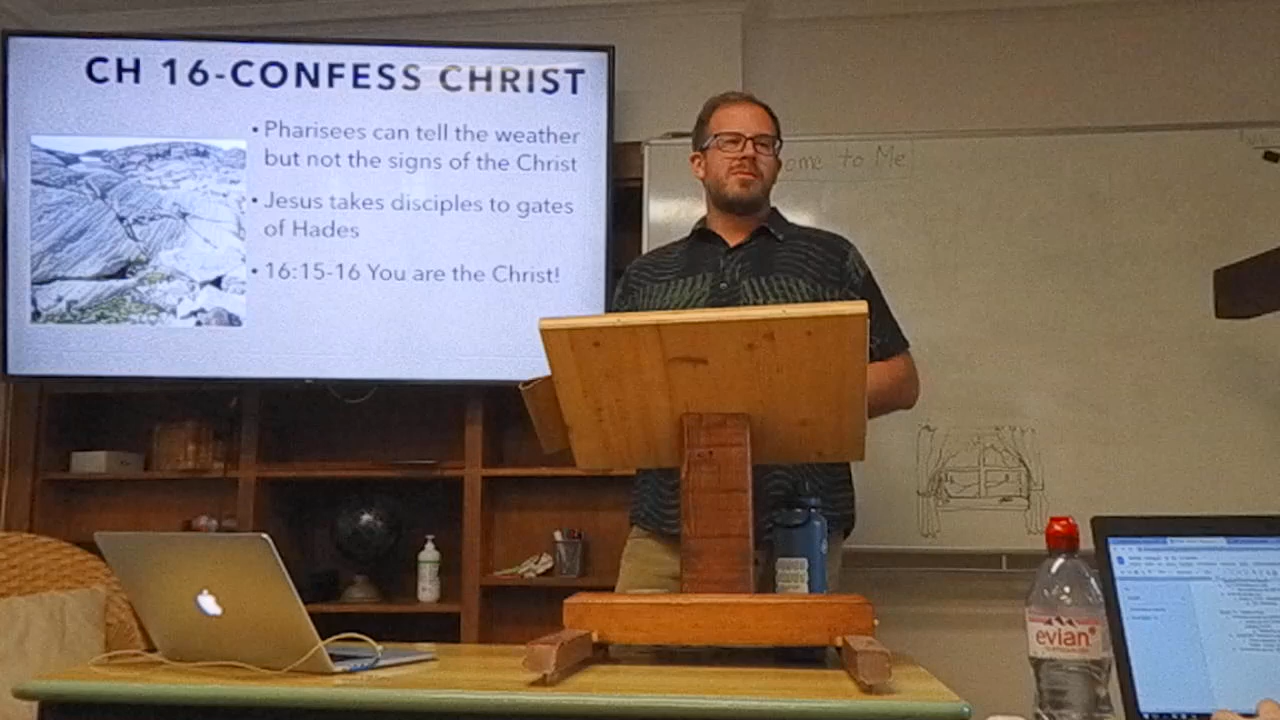 CH 16-CONFESS CHRIST
• Pharisees can tell the weather
but not the signs of the Christ
• Jesus takes disciples to gates
of Hades
• 16:15-16 You are the Christ!
ome to Me
evian